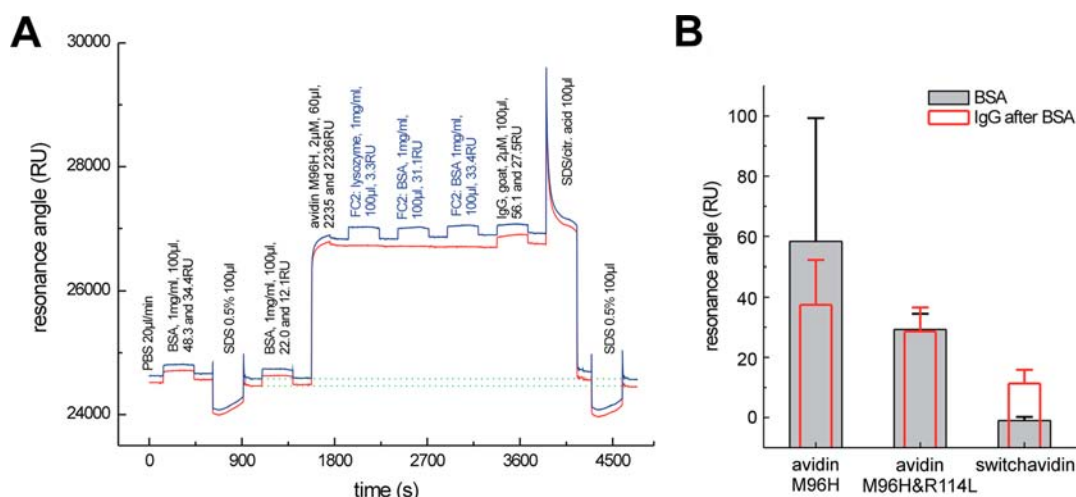 A
resonance angle (RU)
30000
28000
26000
24000
PBS 20µl/min
BSA, 1mg/ml, 100µl,
48.3 and 34.4RU
SDS 0.5% 100µl
BSA, 1mg/ml, 100µl,
22.0 and 12.1RU
avidin M96H, 2µM, 60µl,
2235 and 2236RU
FC2: lysozyme, 1mg/ml,
100µl, 3.3RU
FC2: BSA, 1mg/ml,
100µl, 31.1RU
FC2: BSA 1mg/ml,
100µl, 33.4RU
IgG, goat, 2µM, 100µl,
56.1 and 27.5RU
SDS/citr. acid 100µl
SDS 0.5% 100µl
0 900 1800 2700 3600 4500
time (s)
B
resonance angle (RU)
100
80
60
40
20
0
BSA
IgG after BSA
avidin
M96H
avidin
M96H&R114L
switchavidin